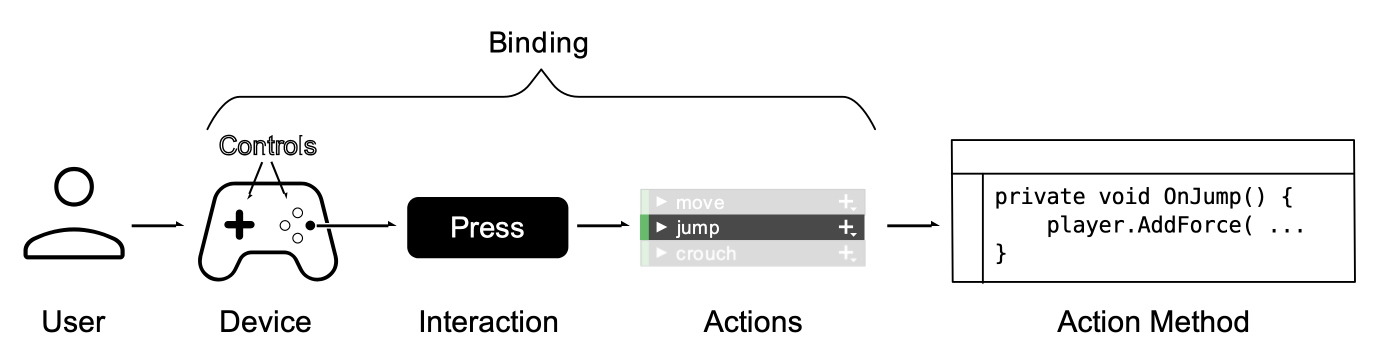 Binding
Controls
Press
move
jump
crouch
private void OnJump() {
player.AddForce( ...
}
User
Device
Interaction
Actions
Action Method